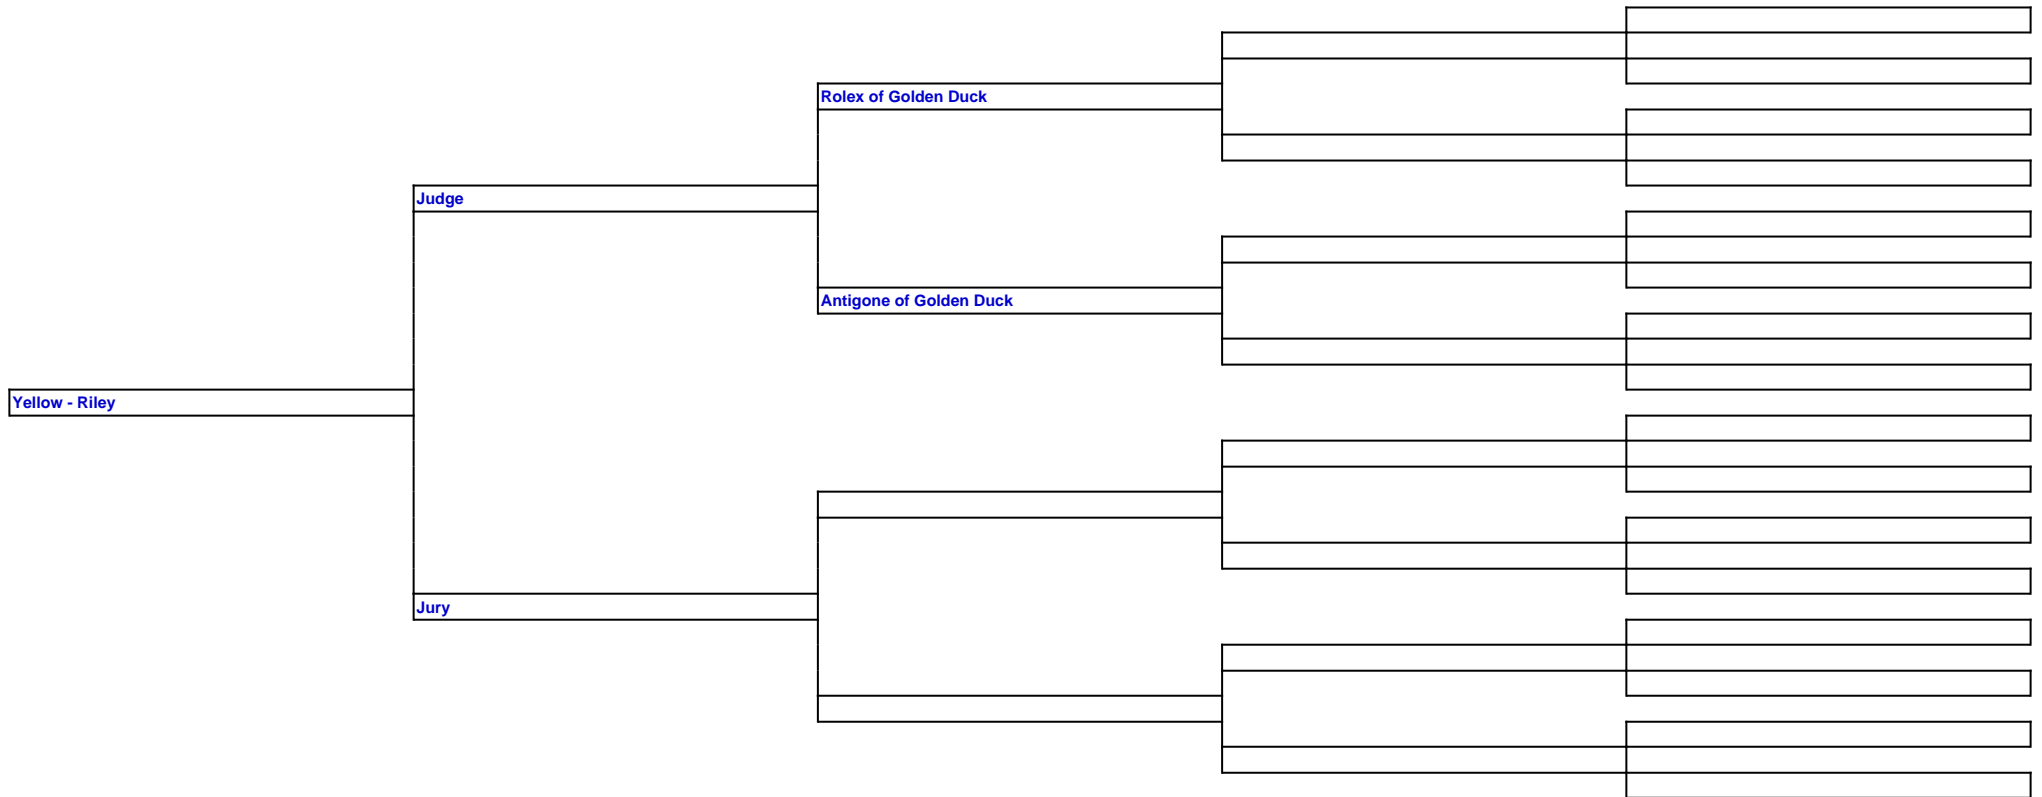 Rolex of Golden Duck
Judge
Antigone of Golden Duck
Yellow - Riley
Jury